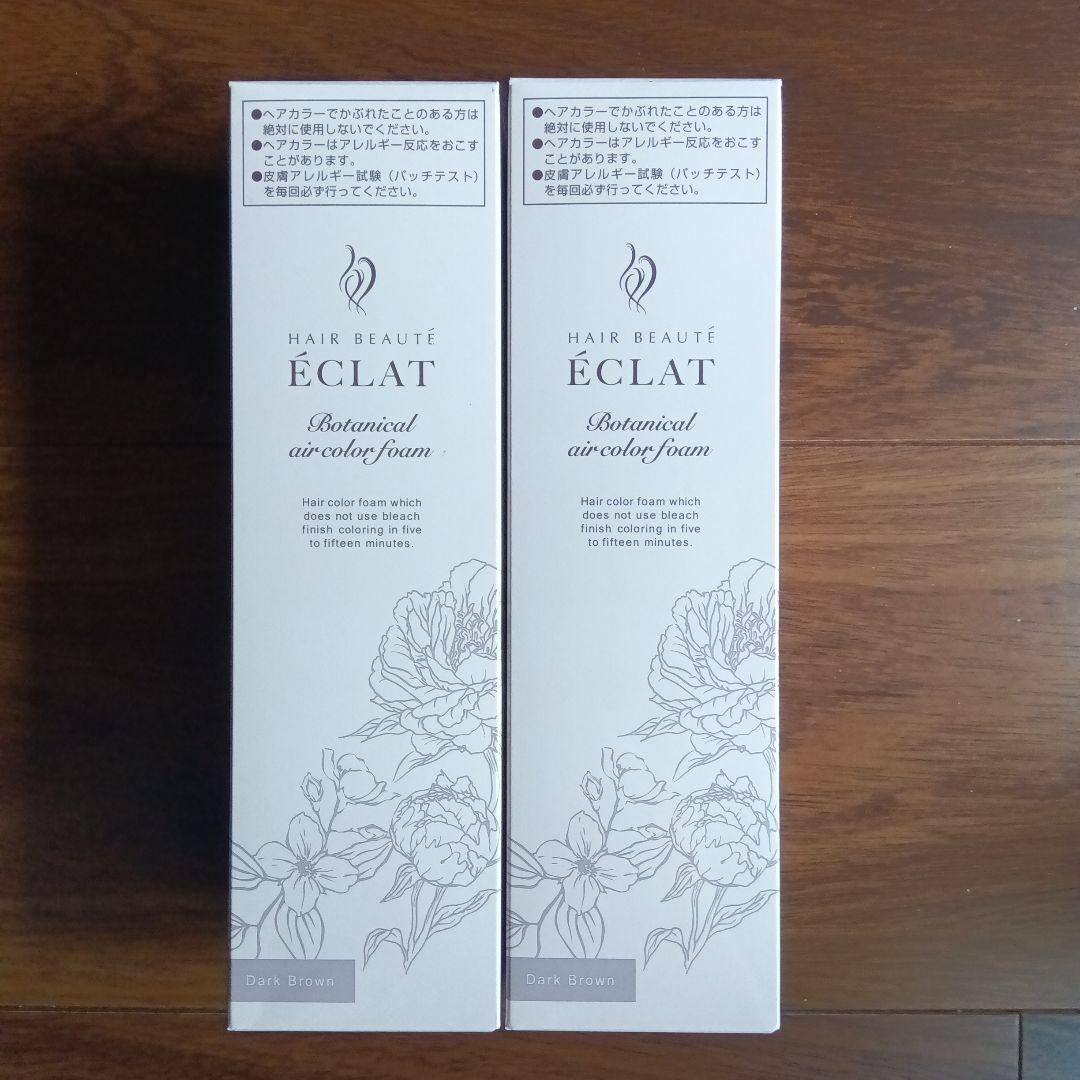 ●ヘアカラーでかぶれたことのある方は
絶対に使用しないでください。
●ヘアカラーはアレルギー反応をおこす
ことがあります。
●皮膚アレルギー試験（パッチテスト）
を毎回必ず行ってください。
HAIR BEAUTÉ
ÉCLAT
Botanical
air color foam
Hair color foam which
does not use bleach
finish coloring in five
to fifteen minutes.
Dark Brown
●ヘアカラーでかぶれたことのある方は
絶対に使用しないでください。
●ヘアカラーはアレルギー反応をおこす
ことがあります。
●皮膚アレルギー試験（パッチテスト）
を毎回必ず行ってください。
HAIR BEAUTÉ
ÉCLAT
Botanical
air color foam
Hair color foam which
does not use bleach
finish coloring in five
to fifteen minutes.
Dark Brown